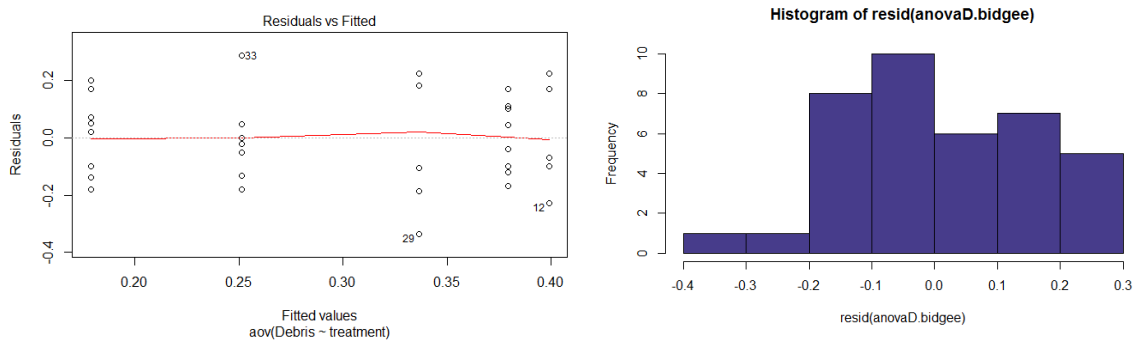 Residuals vs Fitted
Residuals
0.2
0.0
-0.2
-0.4
33
29
12
0.20 0.25 0.30 0.35 0.40
Fitted values
aov(Debris ~ treatment)
Histogram of resid(anovaD.bidgee)
Frequency
10
8
6
4
2
0
-0.4 -0.3 -0.2 -0.1 0.0 0.1 0.2 0.3
resid(anovaD.bidgee)